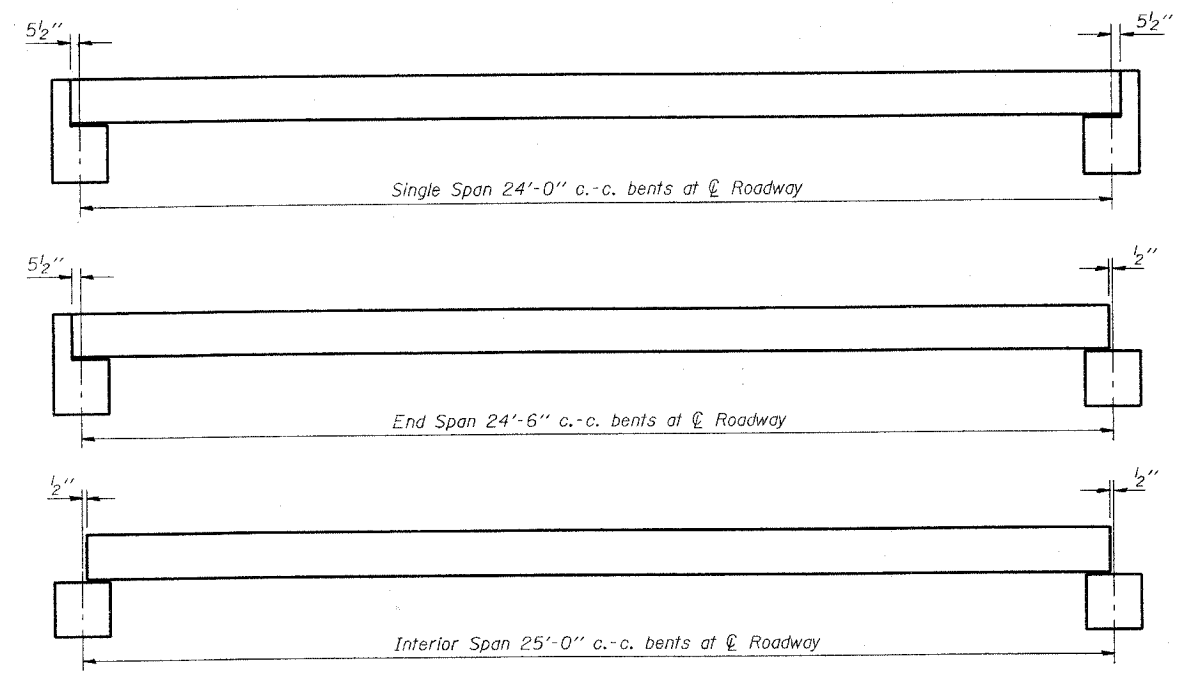 5½" 5½"
Single Span 24'-0" c.-c. bents at ℄ Roadway
5½" ½"
End Span 24'-6" c.-c. bents at ℄ Roadway
½" ½"
Interior Span 25'-0" c.-c. bents at ℄ Roadway